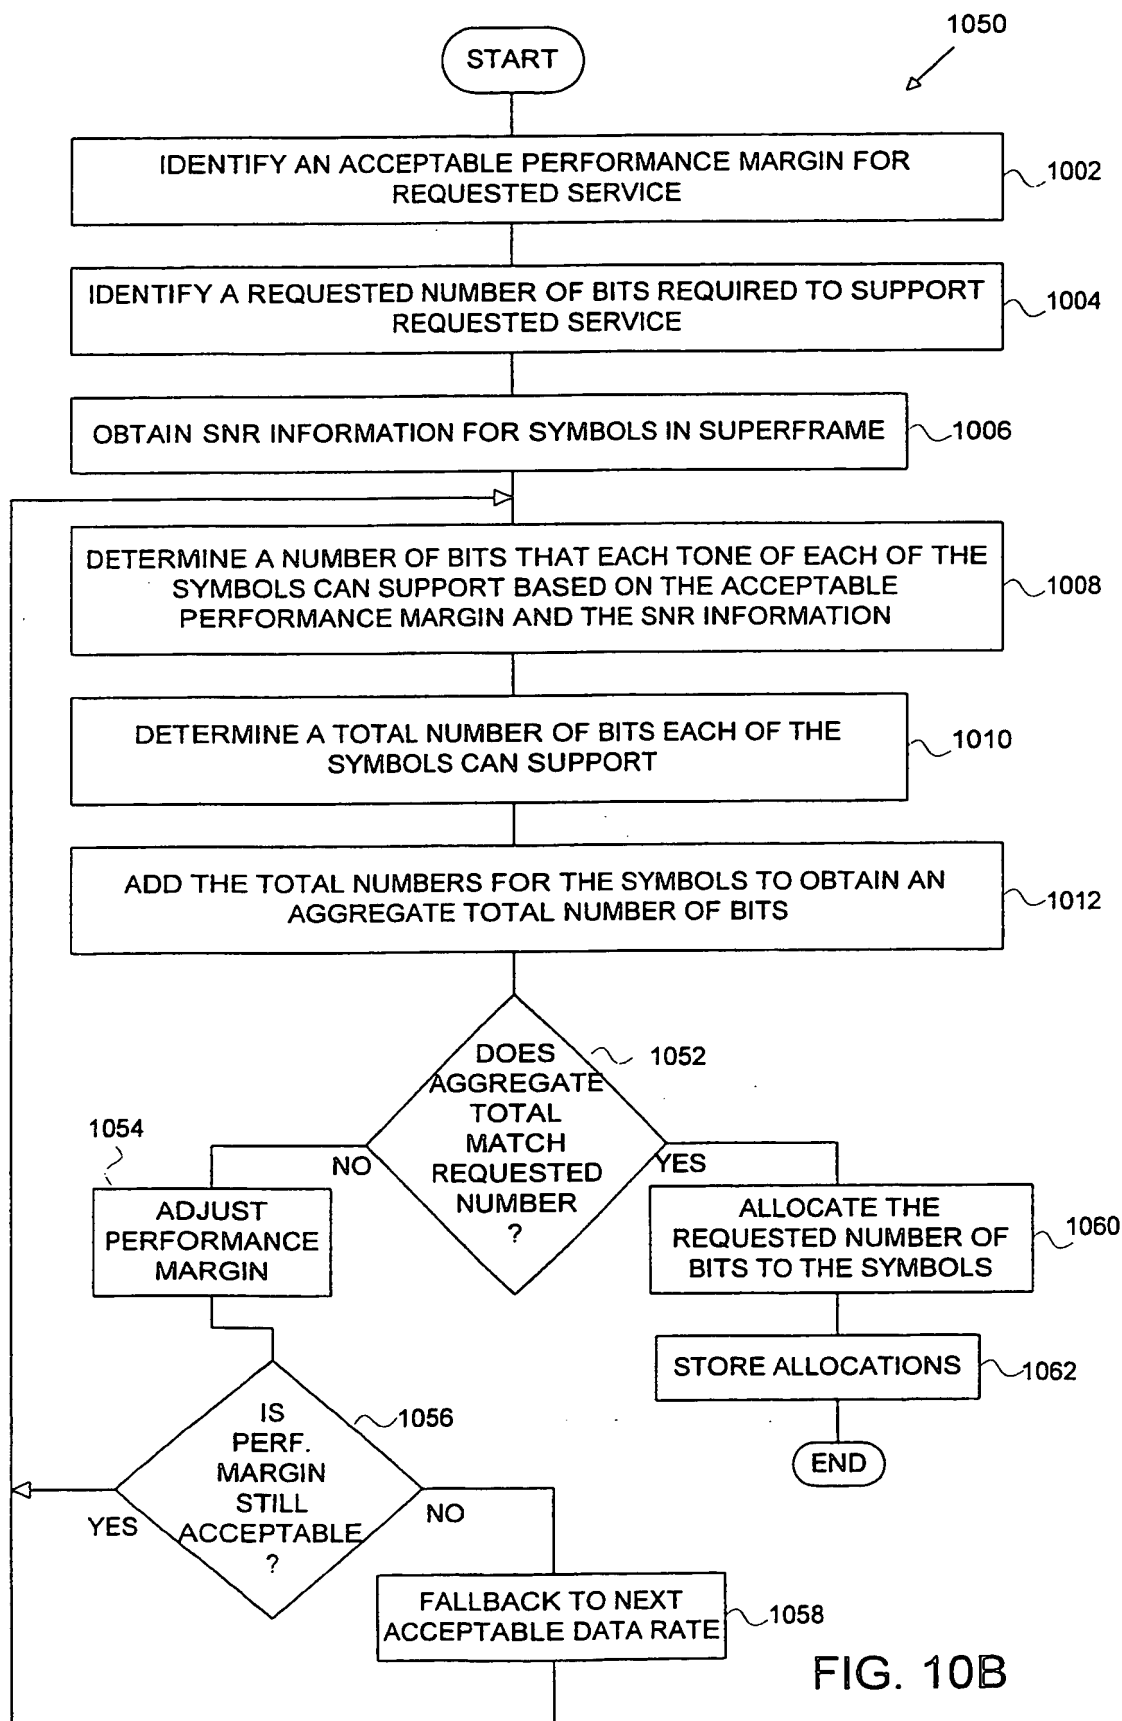 1050
START
IDENTIFY AN ACCEPTABLE PERFORMANCE MARGIN FOR
REQUESTED SERVICE
1002
IDENTIFY A REQUESTED NUMBER OF BITS REQUIRED TO SUPPORT
REQUESTED SERVICE
1004
OBTAIN SNR INFORMATION FOR SYMBOLS IN SUPERFRAME
1006
DETERMINE A NUMBER OF BITS THAT EACH TONE OF EACH OF THE
SYMBOLS CAN SUPPORT BASED ON THE ACCEPTABLE
PERFORMANCE MARGIN AND THE SNR INFORMATION
1008
DETERMINE A TOTAL NUMBER OF BITS EACH OF THE
SYMBOLS CAN SUPPORT
1010
ADD THE TOTAL NUMBERS FOR THE SYMBOLS TO OBTAIN AN
AGGREGATE TOTAL NUMBER OF BITS
1012
DOES
AGGREGATE
TOTAL
MATCH
REQUESTED
NUMBER
?
1052
NO
YES
1054
ADJUST
PERFORMANCE
MARGIN
ALLOCATE THE
REQUESTED NUMBER OF
BITS TO THE SYMBOLS
1060
STORE ALLOCATIONS
1062
END
IS
PERF.
MARGIN
STILL
ACCEPTABLE
?
1056
YES
NO
FALLBACK TO NEXT
ACCEPTABLE DATA RATE
1058
FIG. 10B